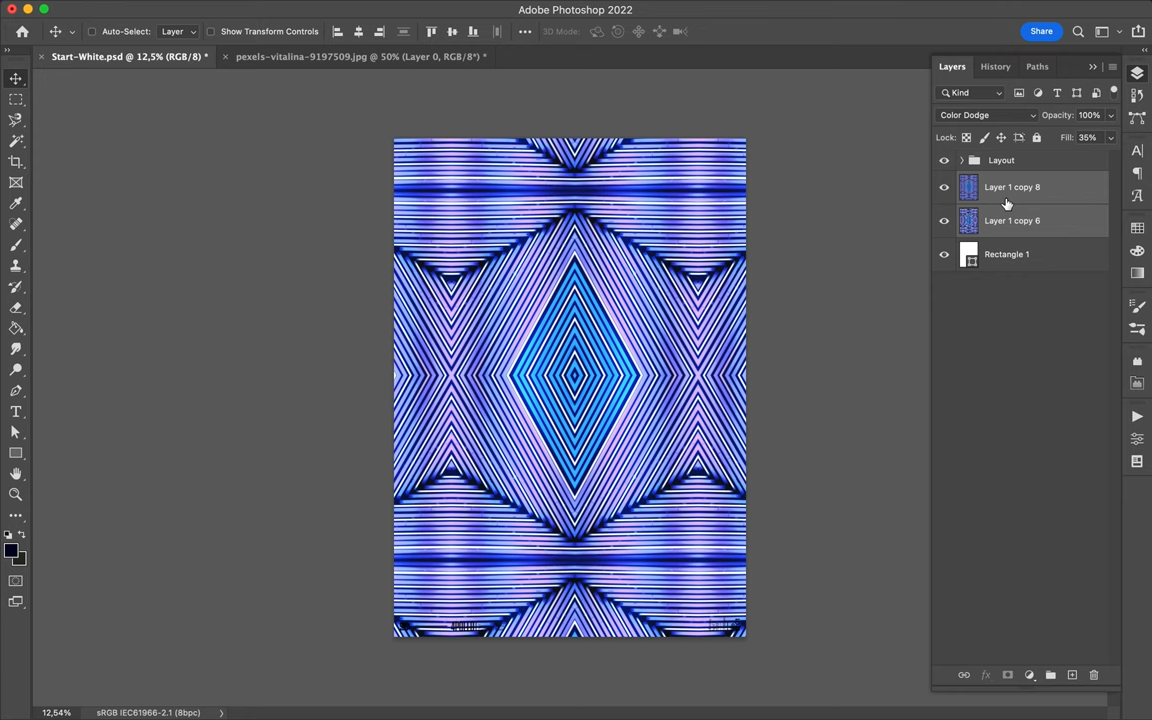 Adobe Photoshop 2022
Auto-Select: Layer Show Transform Controls 3D Mode: Share
Start-White.psd @ 12,5% (RGB/8) * pexels-vitalina-9197509.jpg @ 50% (Layer 0, RGB/8*) *
Layers History Paths
Kind
Color Dodge Opacity: 100%
Lock: Fill: 35%
Layout
Layer 1 copy 8
Layer 1 copy 6
Rectangle 1
12,54% sRGB IEC61966-2.1 (8bpc)